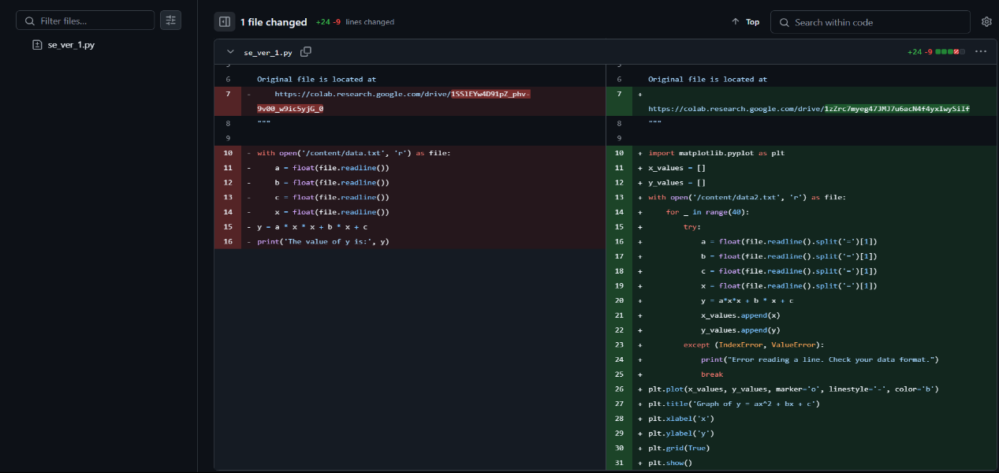 Filter files...
se_ver_1.py
1 file changed +24 -9 lines changed
Top
Search within code
se_ver_1.py
+24 -9
6 Original file is located at
7 - https://colab.research.google.com/drive/1SSlEYw4D91pZ_phv-
9v00_w9ic5yjG_0
8 """
9
10 - with open('/content/data.txt', 'r') as file:
11 - a = float(file.readline())
12 - b = float(file.readline())
13 - c = float(file.readline())
14 - x = float(file.readline())
15 - y = a * x * x + b * x + c
16 - print('The value of y is:', y)
6 Original file is located at
7 +
https://colab.research.google.com/drive/1zZrc7myeg47JMJ7u6acN4f4yxIwySiIf
8 """
9
10 + import matplotlib.pyplot as plt
11 + x_values = []
12 + y_values = []
13 + with open('/content/data2.txt', 'r') as file:
14 + for _ in range(40):
15 + try:
16 + a = float(file.readline().split('=')[1])
17 + b = float(file.readline().split('=')[1])
18 + c = float(file.readline().split('=')[1])
19 + x = float(file.readline().split('=')[1])
20 + y = a*x*x + b * x + c
21 + x_values.append(x)
22 + y_values.append(y)
23 + except (IndexError, ValueError):
24 + print("Error reading a line. Check your data format.")
25 + break
26 + plt.plot(x_values, y_values, marker='o', linestyle='-', color='b')
27 + plt.title('Graph of y = ax^2 + bx + c')
28 + plt.xlabel('x')
29 + plt.ylabel('y')
30 + plt.grid(True)
31 + plt.show()